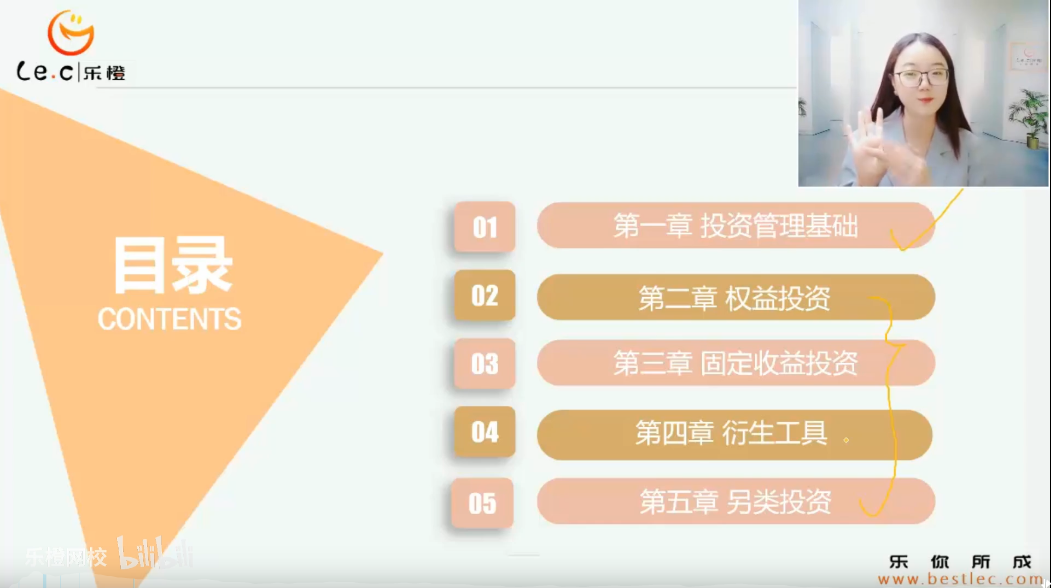 Le.c|乐橙
目录
CONTENTS
01 第一章 投资管理基础
02 第二章 权益投资
03 第三章 固定收益投资
04 第四章 衍生工具
05 第五章 另类投资
乐橙网校 bilibili
乐你所成
www.bestlec.com